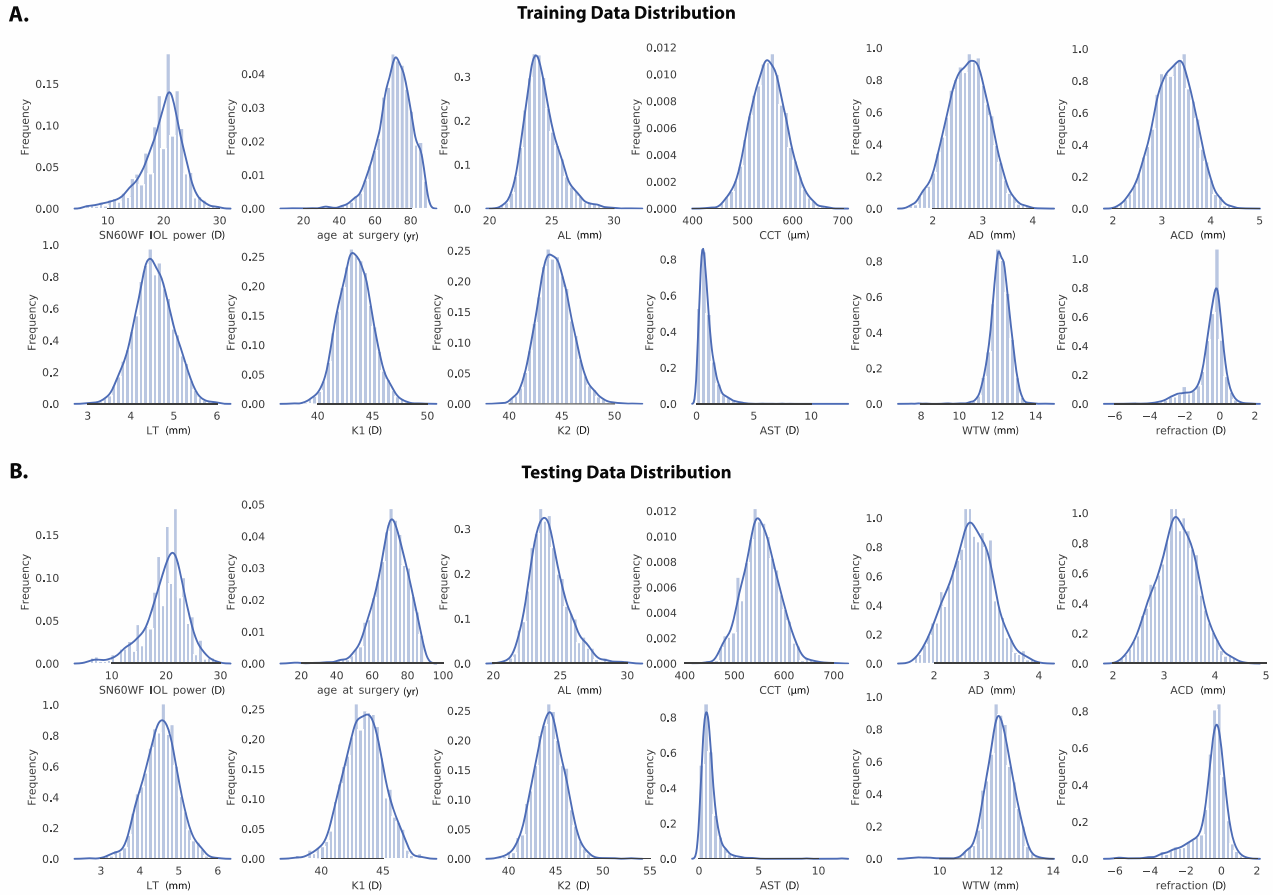 A.
Training Data Distribution
Frequency
0.15
0.10
0.05
0.00
10 20 30
SN60WF IOL power (D)
Frequency
0.04
0.03
0.02
0.01
0.00
20 40 60 80
age at surgery (yr)
Frequency
0.3
0.2
0.1
0.0
20 25 30
AL (mm)
Frequency
0.012
0.010
0.008
0.006
0.004
0.002
0.000
400 500 600 700
CCT (μm)
Frequency
1.0
0.8
0.6
0.4
0.2
0.0
2 3 4
AD (mm)
Frequency
1.0
0.8
0.6
0.4
0.2
0.0
2 3 4 5
ACD (mm)
Frequency
1.0
0.8
0.6
0.4
0.2
0.0
3 4 5 6
LT (mm)
Frequency
0.25
0.20
0.15
0.10
0.05
0.00
40 45 50
K1 (D)
Frequency
0.25
0.20
0.15
0.10
0.05
0.00
40 45 50
K2 (D)
Frequency
0.8
0.6
0.4
0.2
0.0
0 5 10
AST (D)
Frequency
0.8
0.6
0.4
0.2
0.0
8 10 12 14
WTW (mm)
Frequency
1.0
0.8
0.6
0.4
0.2
0.0
−6 −4 −2 0 2
refraction (D)
B.
Testing Data Distribution
Frequency
0.15
0.10
0.05
0.00
10 20 30
SN60WF IOL power (D)
Frequency
0.05
0.04
0.03
0.02
0.01
0.00
20 40 60 80 100
age at surgery (yr)
Frequency
0.3
0.2
0.1
0.0
20 25 30
AL (mm)
Frequency
0.012
0.010
0.008
0.006
0.004
0.002
0.000
400 500 600 700
CCT (μm)
Frequency
1.0
0.8
0.6
0.4
0.2
0.0
2 3 4
AD (mm)
Frequency
1.0
0.8
0.6
0.4
0.2
0.0
2 3 4 5
ACD (mm)
Frequency
1.0
0.8
0.6
0.4
0.2
0.0
3 4 5 6
LT (mm)
Frequency
0.25
0.20
0.15
0.10
0.05
0.00
40 45
K1 (D)
Frequency
0.25
0.20
0.15
0.10
0.05
0.00
40 45 50 55
K2 (D)
Frequency
0.8
0.6
0.4
0.2
0.0
0 5 10
AST (D)
Frequency
1.0
0.8
0.6
0.4
0.2
0.0
10 12 14
WTW (mm)
Frequency
0.8
0.6
0.4
0.2
0.0
−6 −4 −2 0 2
refraction (D)